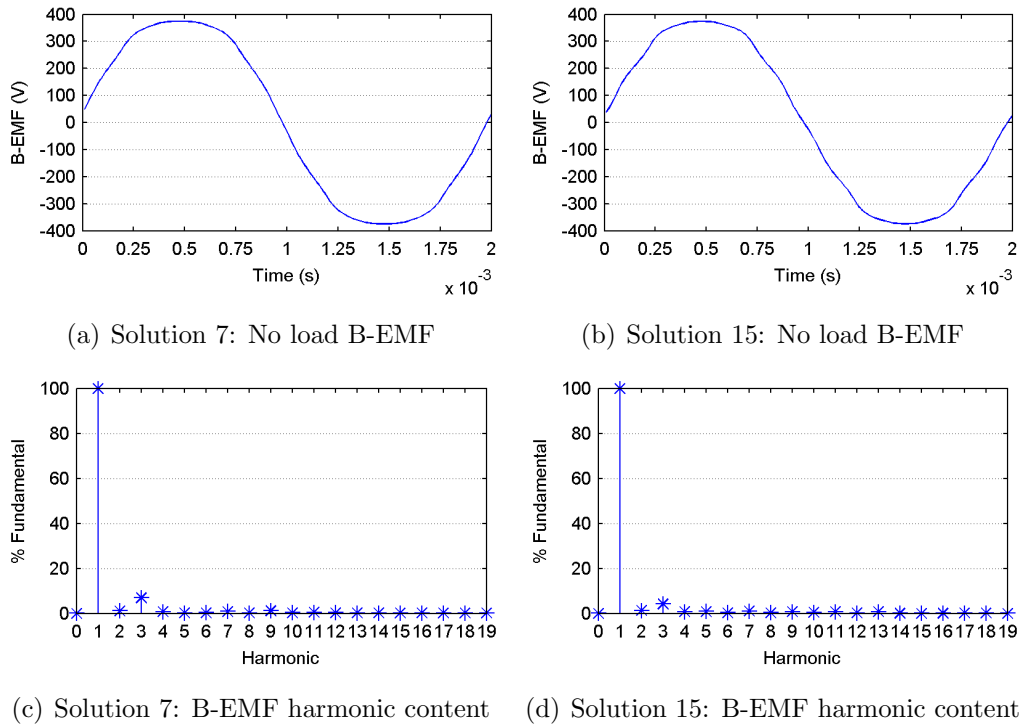 400
300
200
100
0
-100
-200
-300
-400
B-EMF (V)
0 0.25 0.5 0.75 1 1.25 1.5 1.75 2
Time (s)
x 10^-3
(a) Solution 7: No load B-EMF
400
300
200
100
0
-100
-200
-300
-400
B-EMF (V)
0 0.25 0.5 0.75 1 1.25 1.5 1.75 2
Time (s)
x 10^-3
(b) Solution 15: No load B-EMF
100
80
60
40
20
0
% Fundamental
0 1 2 3 4 5 6 7 8 9 10 11 12 13 14 15 16 17 18 19
Harmonic
(c) Solution 7: B-EMF harmonic content
100
80
60
40
20
0
% Fundamental
0 1 2 3 4 5 6 7 8 9 10 11 12 13 14 15 16 17 18 19
Harmonic
(d) Solution 15: B-EMF harmonic content